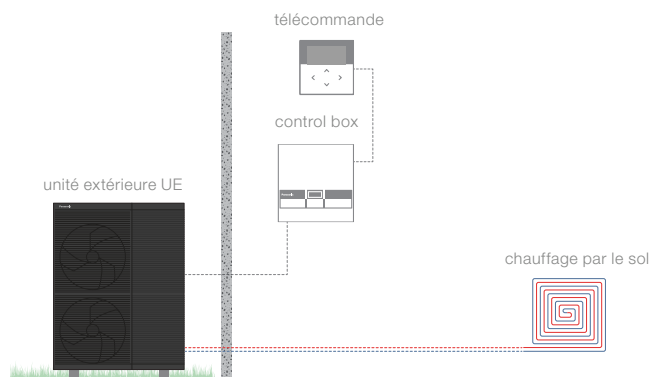 télécommande
control box
unité extérieure UE
chauffage par le sol